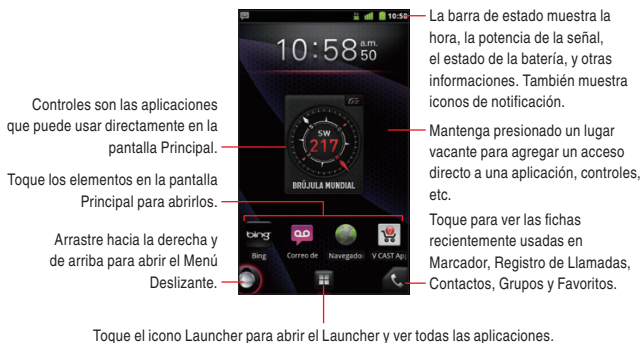 10:58
La barra de estado muestra la
hora, la potencia de la señal,
el estado de la batería, y otras
informaciones. También muestra
iconos de notificación.
10:58 a.m.
50
Controles son las aplicaciones
que puede usar directamente en la
pantalla Principal.
SW
217
BRÚJULA MUNDIAL
Mantenga presionado un lugar
vacante para agregar un acceso
directo a una aplicación, controles,
etc.
Toque los elementos en la pantalla
Principal para abrirlos.
bing
Bing
Correo de
Navegado
V CAST Ap
Arrastre hacia la derecha y
de arriba para abrir el Menú
Deslizante.
Toque para ver las fichas
recientemente usadas en
Marcador, Registro de Llamadas,
Contactos, Grupos y Favoritos.
Toque el icono Launcher para abrir el Launcher y ver todas las aplicaciones.